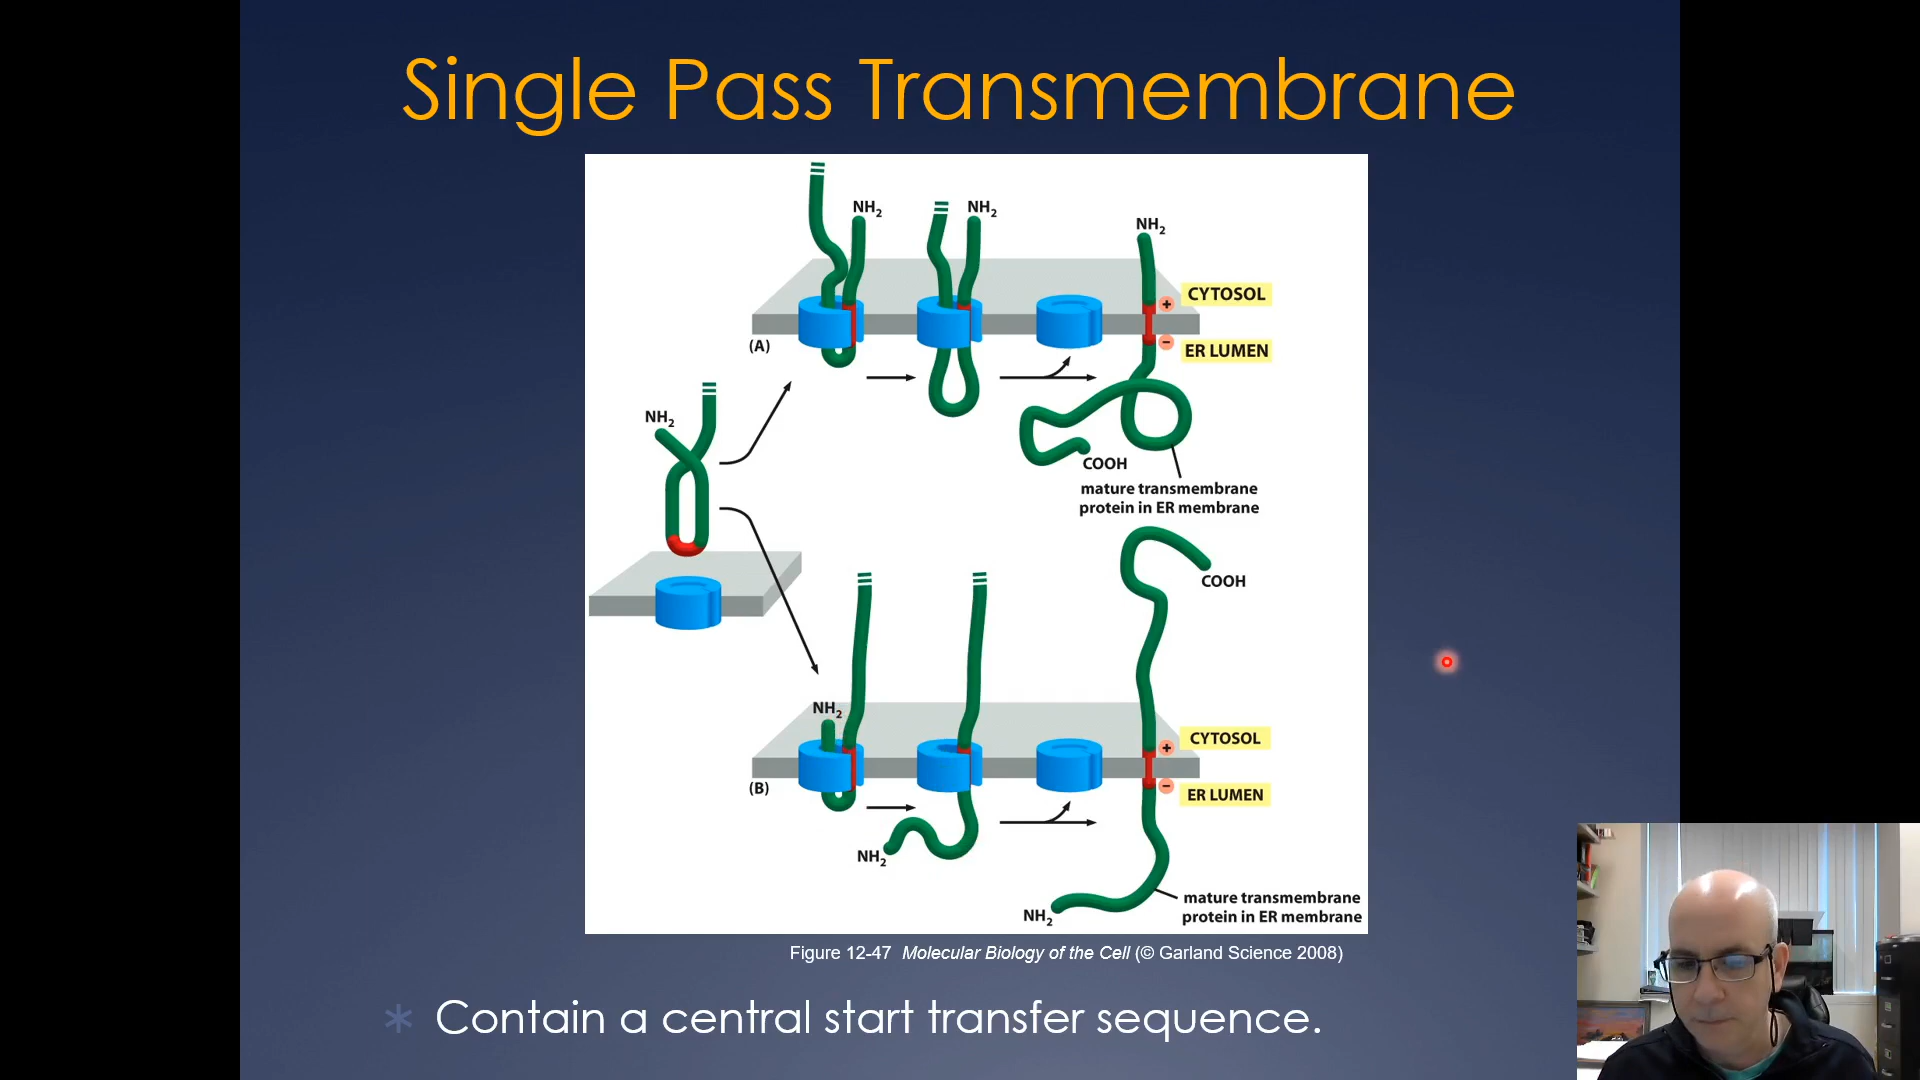 Single Pass Transmembrane
NH2
NH2
NH2
CYTOSOL
+
(A)
ER LUMEN
−
NH2
COOH
mature transmembrane
protein in ER membrane
COOH
NH2
CYTOSOL
+
(B)
ER LUMEN
−
NH2
NH2
mature transmembrane
protein in ER membrane
Figure 12-47 Molecular Biology of the Cell (© Garland Science 2008)
* Contain a central start transfer sequence.